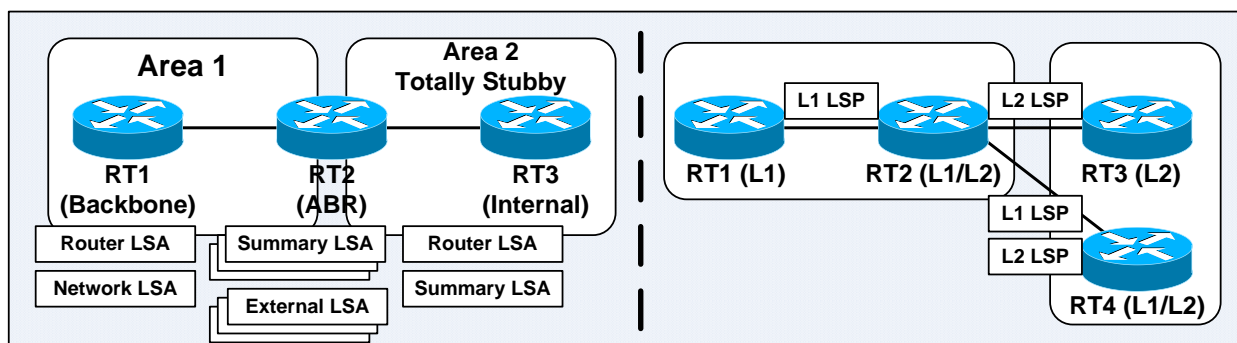 Area 1
Area 2
Totally Stubby
RT1
(Backbone)
RT2
(ABR)
RT3
(Internal)
Router LSA
Summary LSA
Router LSA
Network LSA
External LSA
Summary LSA
L1 LSP
L2 LSP
RT1 (L1)
RT2 (L1/L2)
RT3 (L2)
L1 LSP
L2 LSP
RT4 (L1/L2)